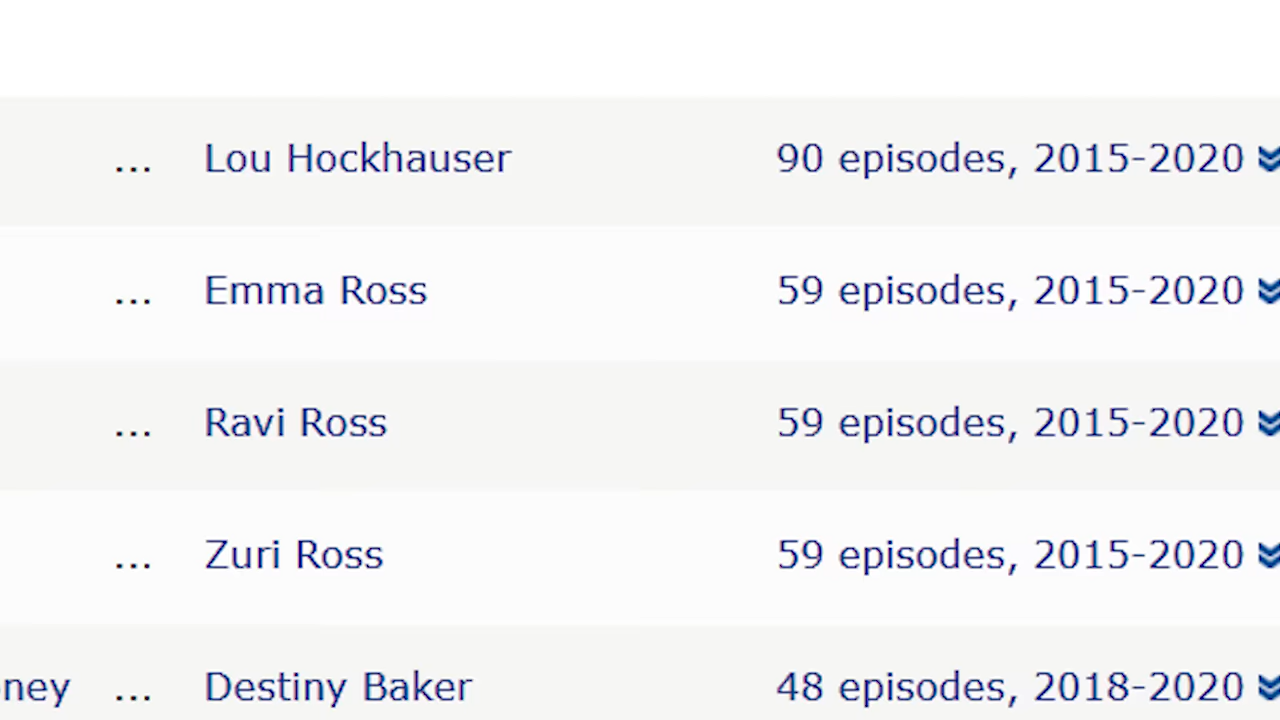 ... Lou Hockhauser 90 episodes, 2015-2020
... Emma Ross 59 episodes, 2015-2020
... Ravi Ross 59 episodes, 2015-2020
... Zuri Ross 59 episodes, 2015-2020
ney ... Destiny Baker 48 episodes, 2018-2020